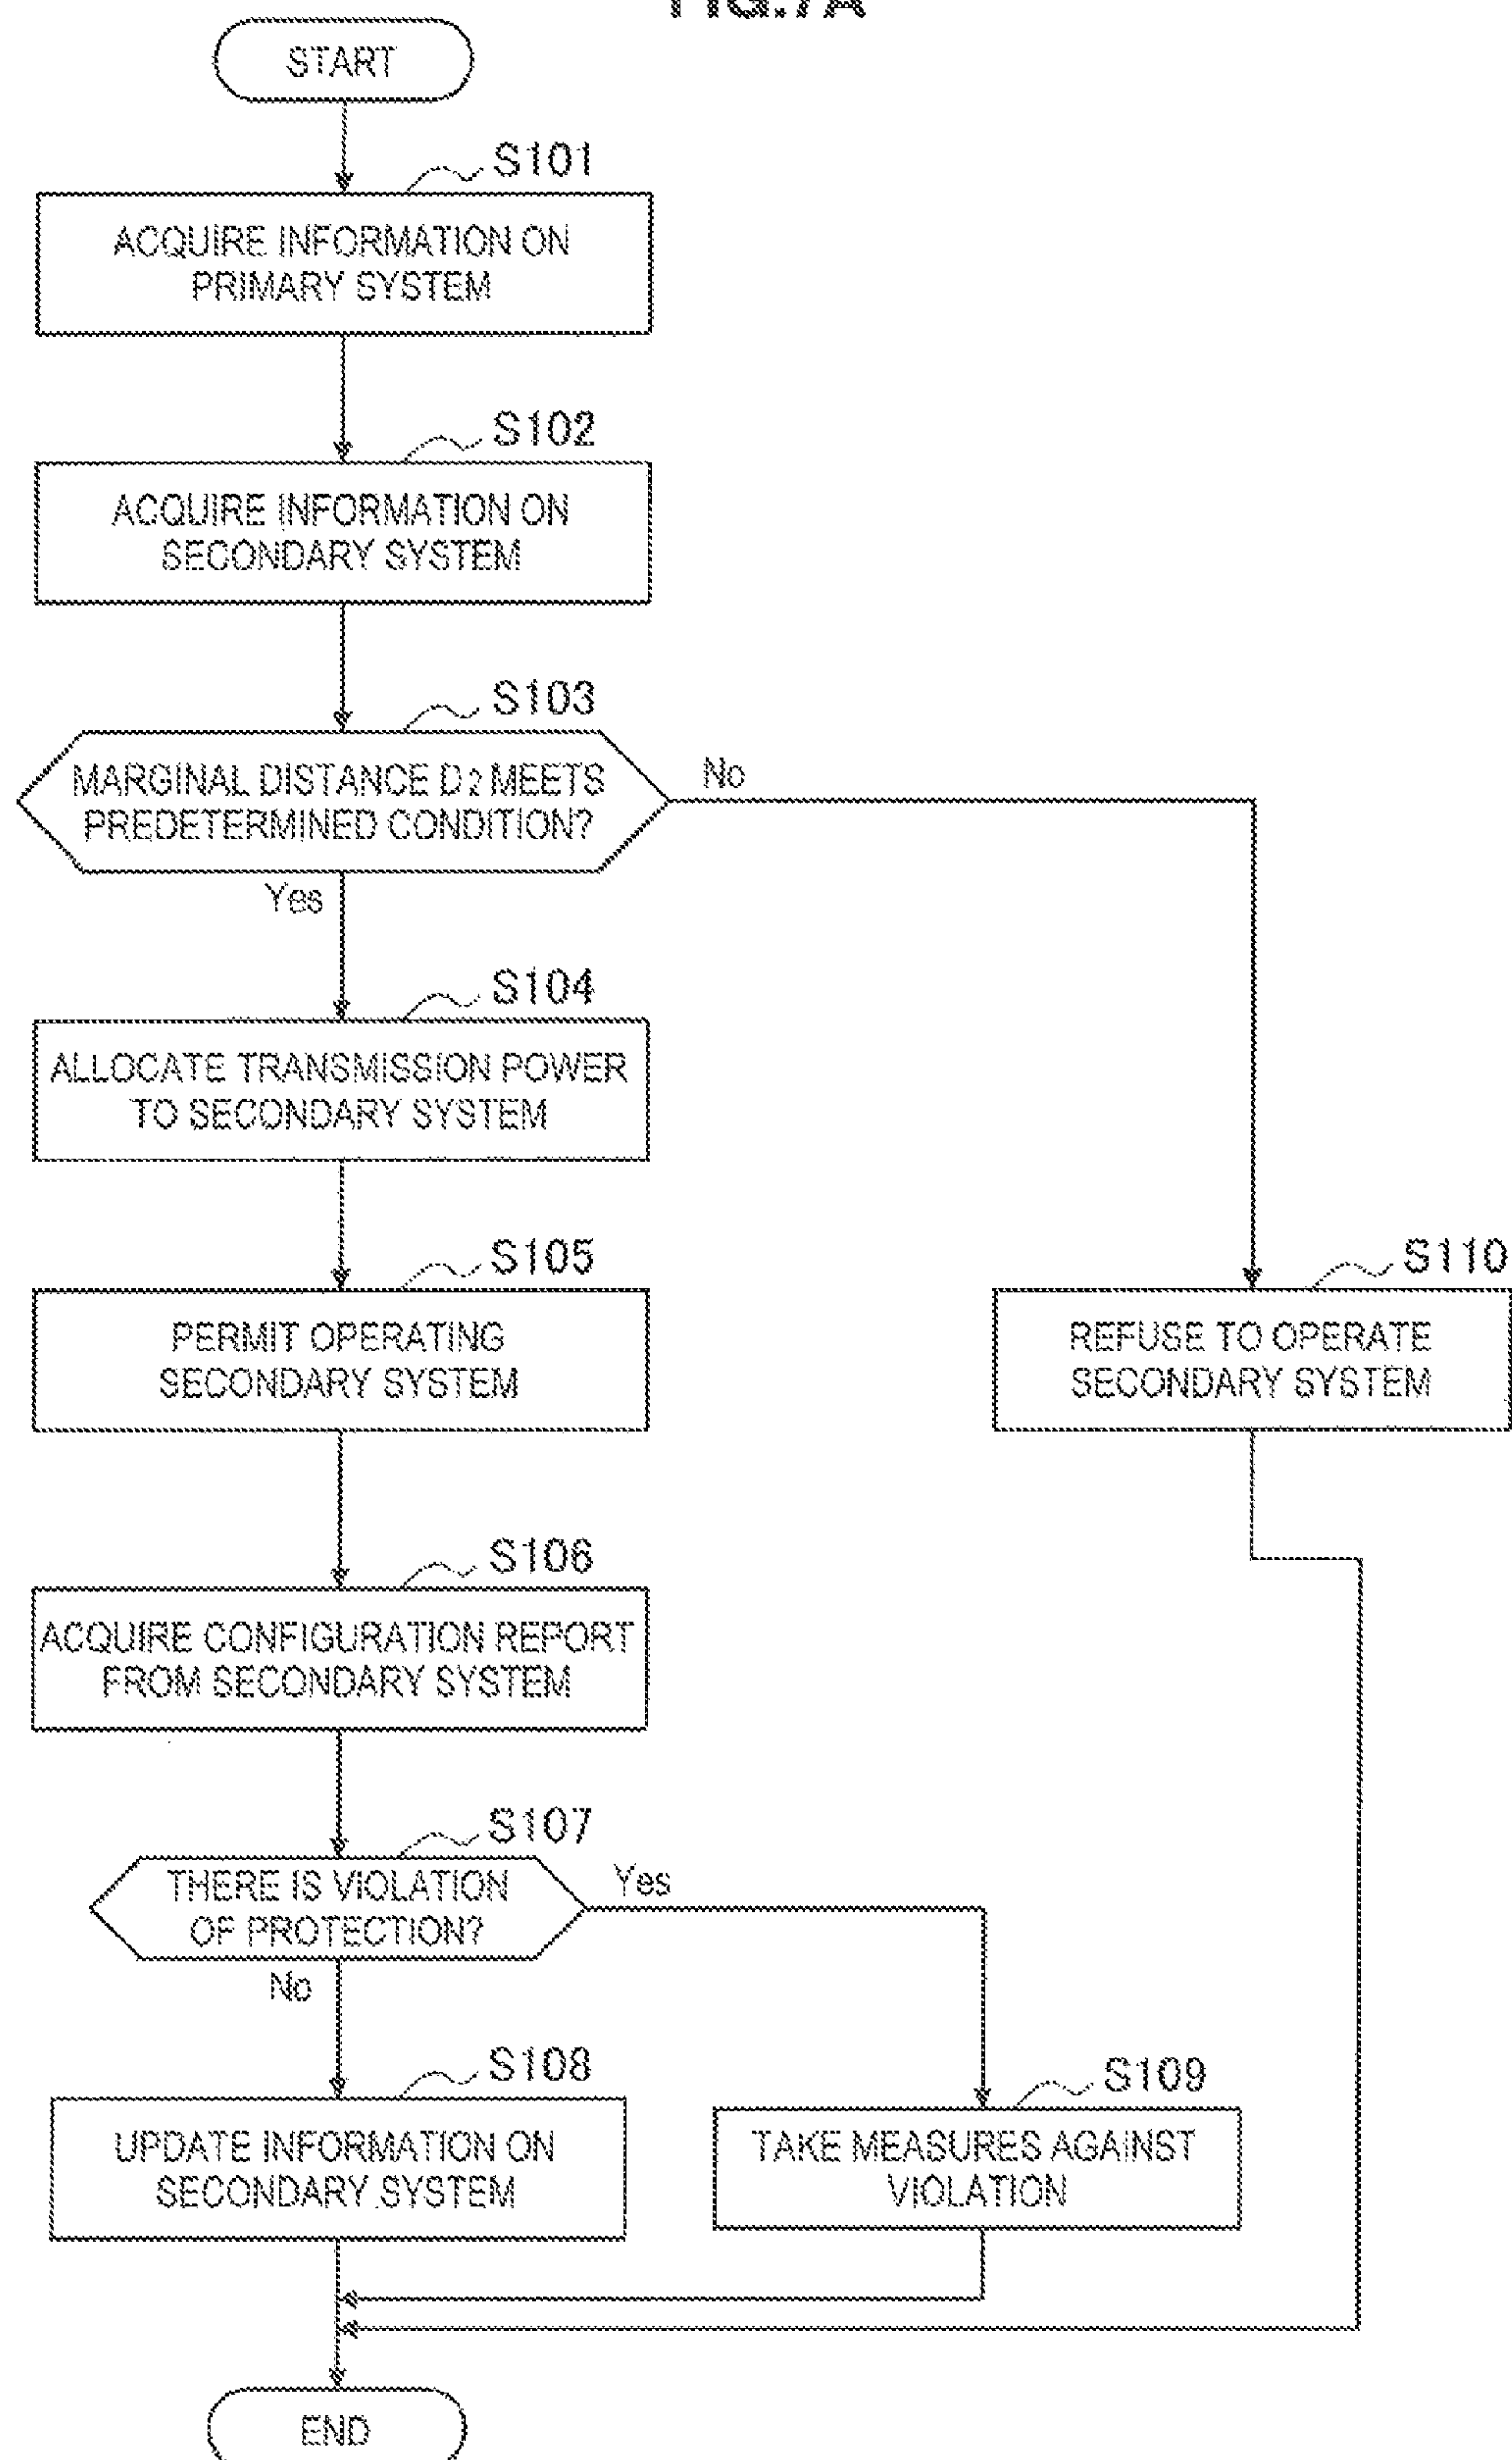 FIG.7A
START
S101
ACQUIRE INFORMATION ON
PRIMARY SYSTEM
S102
ACQUIRE INFORMATION ON
SECONDARY SYSTEM
S103
MARGINAL DISTANCE D2 MEETS
PREDETERMINED CONDITION?
No
Yes
S104
ALLOCATE TRANSMISSION POWER
TO SECONDARY SYSTEM
S105
PERMIT OPERATING
SECONDARY SYSTEM
S110
REFUSE TO OPERATE
SECONDARY SYSTEM
S106
ACQUIRE CONFIGURATION REPORT
FROM SECONDARY SYSTEM
S107
THERE IS VIOLATION
OF PROTECTION?
Yes
No
S108
UPDATE INFORMATION ON
SECONDARY SYSTEM
S109
TAKE MEASURES AGAINST
VIOLATION
END